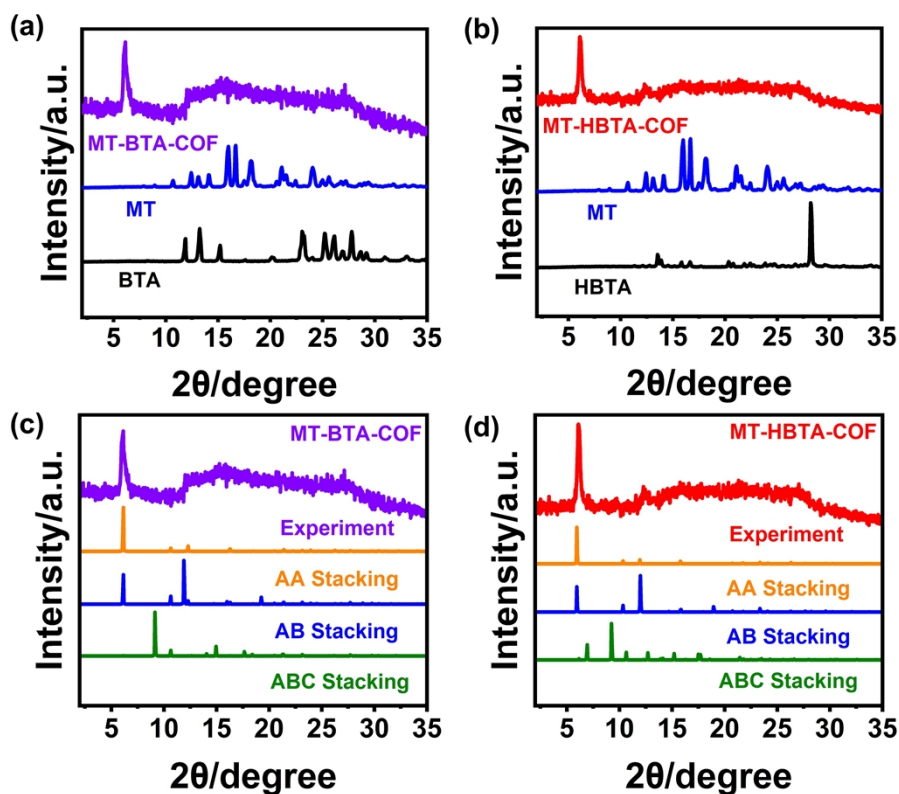 (a)
Intensity/a.u.
MT-BTA-COF
MT
BTA
5 10 15 20 25 30 35
2θ/degree
(b)
Intensity/a.u.
MT-HBTA-COF
MT
HBTA
5 10 15 20 25 30 35
2θ/degree
(c)
Intensity/a.u.
MT-BTA-COF
Experiment
AA Stacking
AB Stacking
ABC Stacking
5 10 15 20 25 30 35
2θ/degree
(d)
Intensity/a.u.
MT-HBTA-COF
Experiment
AA Stacking
AB Stacking
ABC Stacking
5 10 15 20 25 30 35
2θ/degree